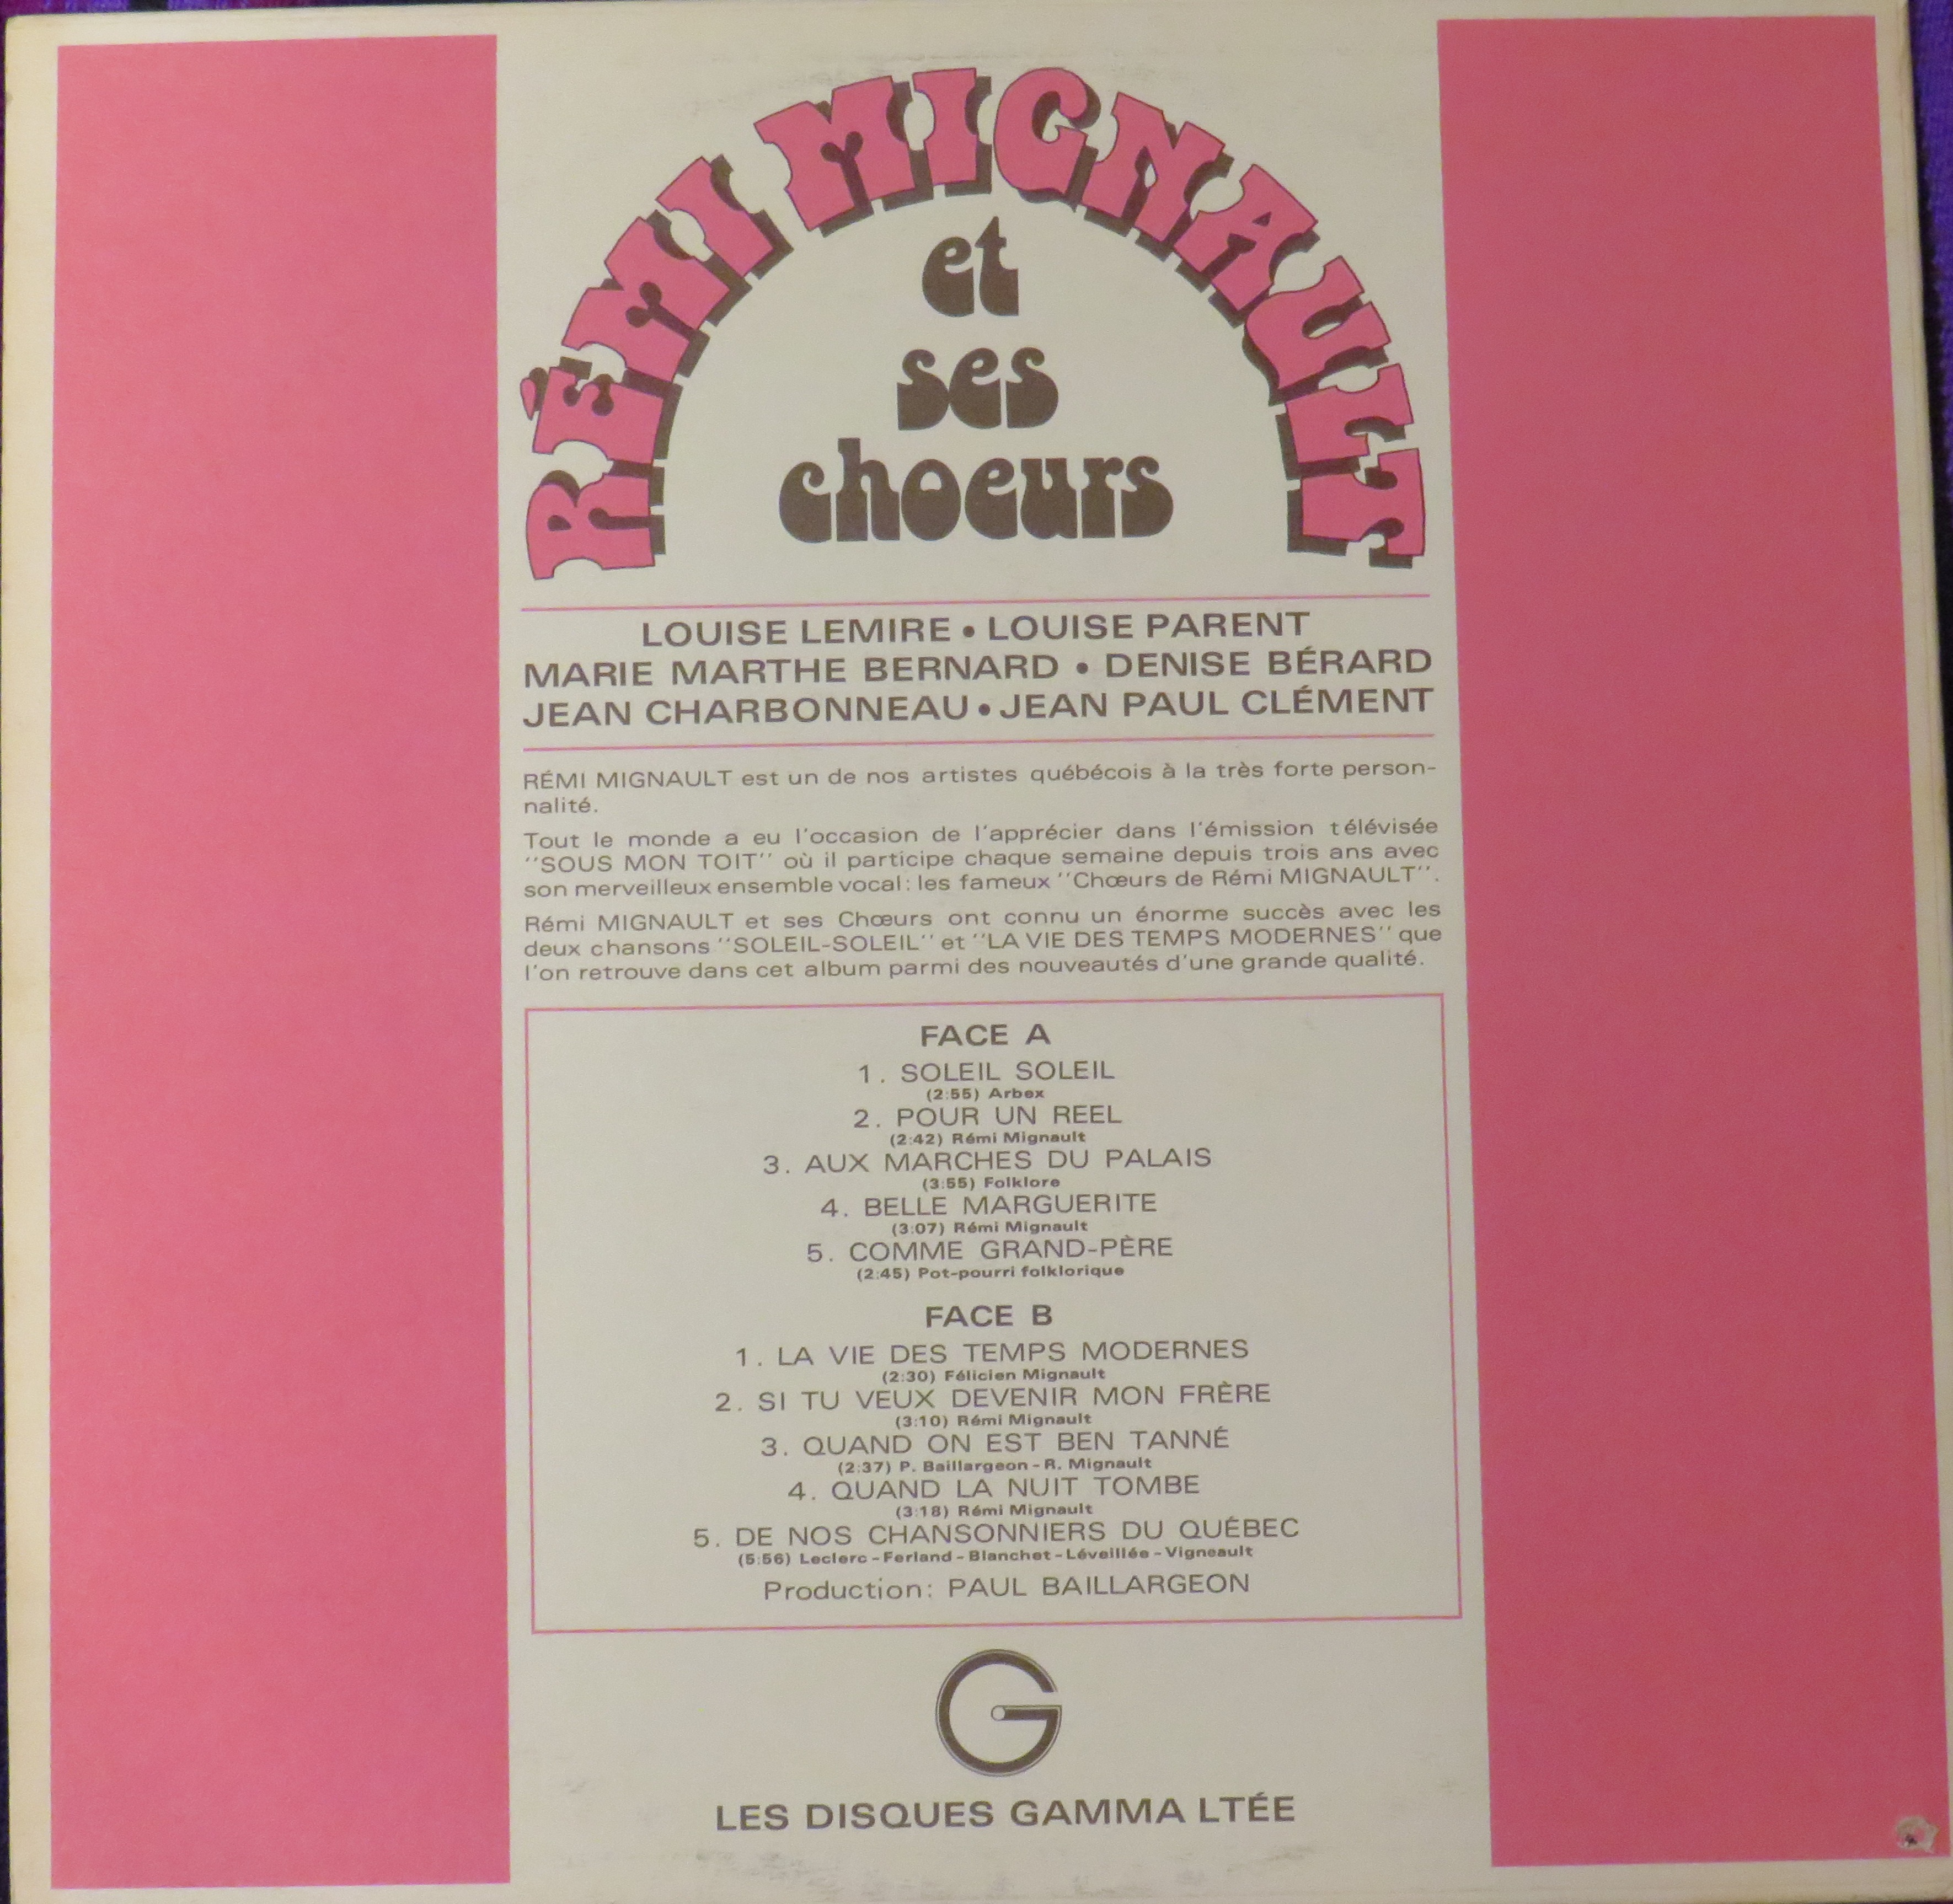 RÉMI MIGNAULT
et
ses
choeurs
LOUISE LEMIRE • LOUISE PARENT
MARIE MARTHE BERNARD • DENISE BÉRARD
JEAN CHARBONNEAU • JEAN PAUL CLÉMENT
RÉMI MIGNAULT est un de nos artistes québécois à la très forte person-
nalité.
Tout le monde a eu l'occasion de l'apprécier dans l'émission télévisée
''SOUS MON TOIT'' où il participe chaque semaine depuis trois ans avec
son merveilleux ensemble vocal: les fameux ''Chœurs de Rémi MIGNAULT''.
Rémi MIGNAULT et ses Chœurs ont connu un énorme succès avec les
deux chansons ''SOLEIL-SOLEIL'' et ''LA VIE DES TEMPS MODERNES'' que
l'on retrouve dans cet album parmi des nouveautés d'une grande qualité.
FACE A
1. SOLEIL SOLEIL
(2:55) Arbex
2. POUR UN REEL
(2:42) Rémi Mignault
3. AUX MARCHES DU PALAIS
(3:55) Folklore
4. BELLE MARGUERITE
(3:07) Rémi Mignault
5. COMME GRAND-PÈRE
(2:45) Pot-pourri folklorique
FACE B
1. LA VIE DES TEMPS MODERNES
(2:30) Félicien Mignault
2. SI TU VEUX DEVENIR MON FRÈRE
(3:10) Rémi Mignault
3. QUAND ON EST BEN TANNÉ
(2:37) P. Baillargeon - R. Mignault
4. QUAND LA NUIT TOMBE
(3:18) Rémi Mignault
5. DE NOS CHANSONNIERS DU QUÉBEC
(5:56) Leclerc - Ferland - Blanchet - Léveillée - Vigneault
Production: PAUL BAILLARGEON
G
LES DISQUES GAMMA LTÉE